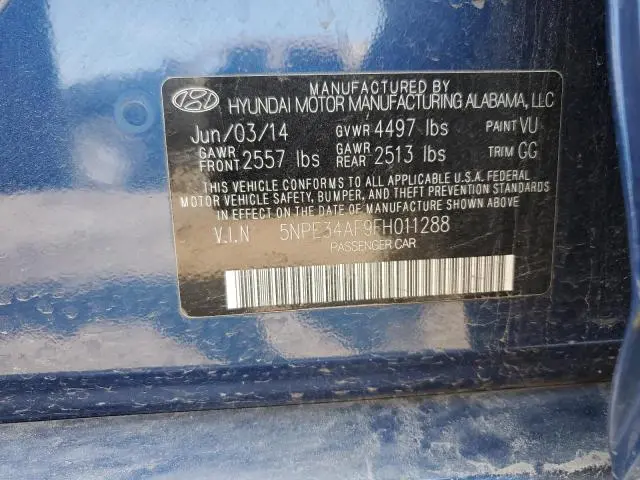 MANUFACTURED BY
HYUNDAI MOTOR MANUFACTURING ALABAMA, LLC
Jun/03/14 GVWR 4497 lbs PAINT VU
GAWR FRONT 2557 lbs GAWR REAR 2513 lbs TRIM GG
THIS VEHICLE CONFORMS TO ALL APPLICABLE U.S.A. FEDERAL
MOTOR VEHICLE SAFETY, BUMPER, AND THEFT PREVENTION STANDARDS
IN EFFECT ON THE DATE OF MANUFACTURE SHOWN ABOVE
V.I.N 5NPE34AF9FH011288
PASSENGER CAR